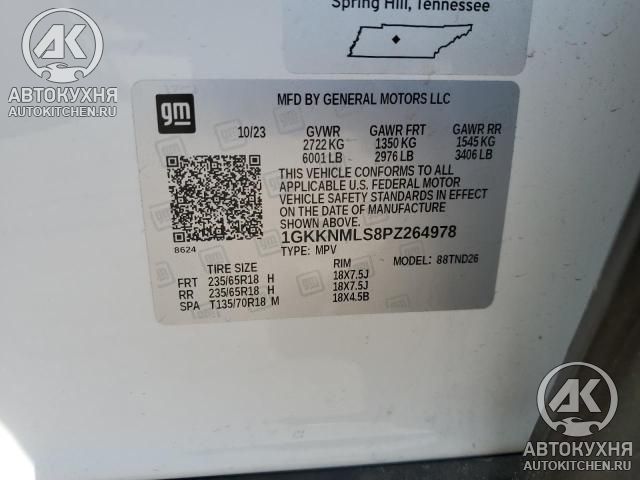 Spring Hill, Tennessee
АВТОКУХНЯ
AUTOKITCHEN.RU
gm
MFD BY GENERAL MOTORS LLC
10/23 GVWR GAWR FRT GAWR RR
2722 KG 1350 KG 1545 KG
6001 LB 2976 LB 3406 LB
THIS VEHICLE CONFORMS TO ALL
APPLICABLE U.S. FEDERAL MOTOR
VEHICLE SAFETY STANDARDS IN EFFECT
ON THE DATE OF MANUFACTURE
SHOWN ABOVE.
8624
1GKKNMLS8PZ264978
TYPE: MPV MODEL: 88TND26
TIRE SIZE RIM
FRT 235/65R18 H 18X7.5J
RR 235/65R18 H 18X7.5J
SPA T135/70R18 M 18X4.5B
АВТОКУХНЯ
AUTOKITCHEN.RU